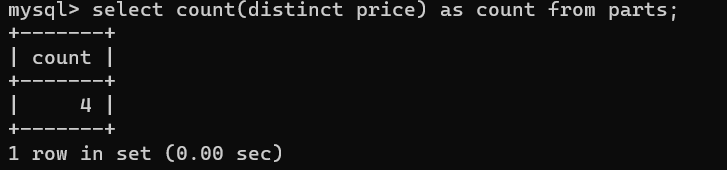 mysql> select count(distinct price) as count from parts;
+-------+
| count |
+-------+
|     4 |
+-------+
1 row in set (0.00 sec)